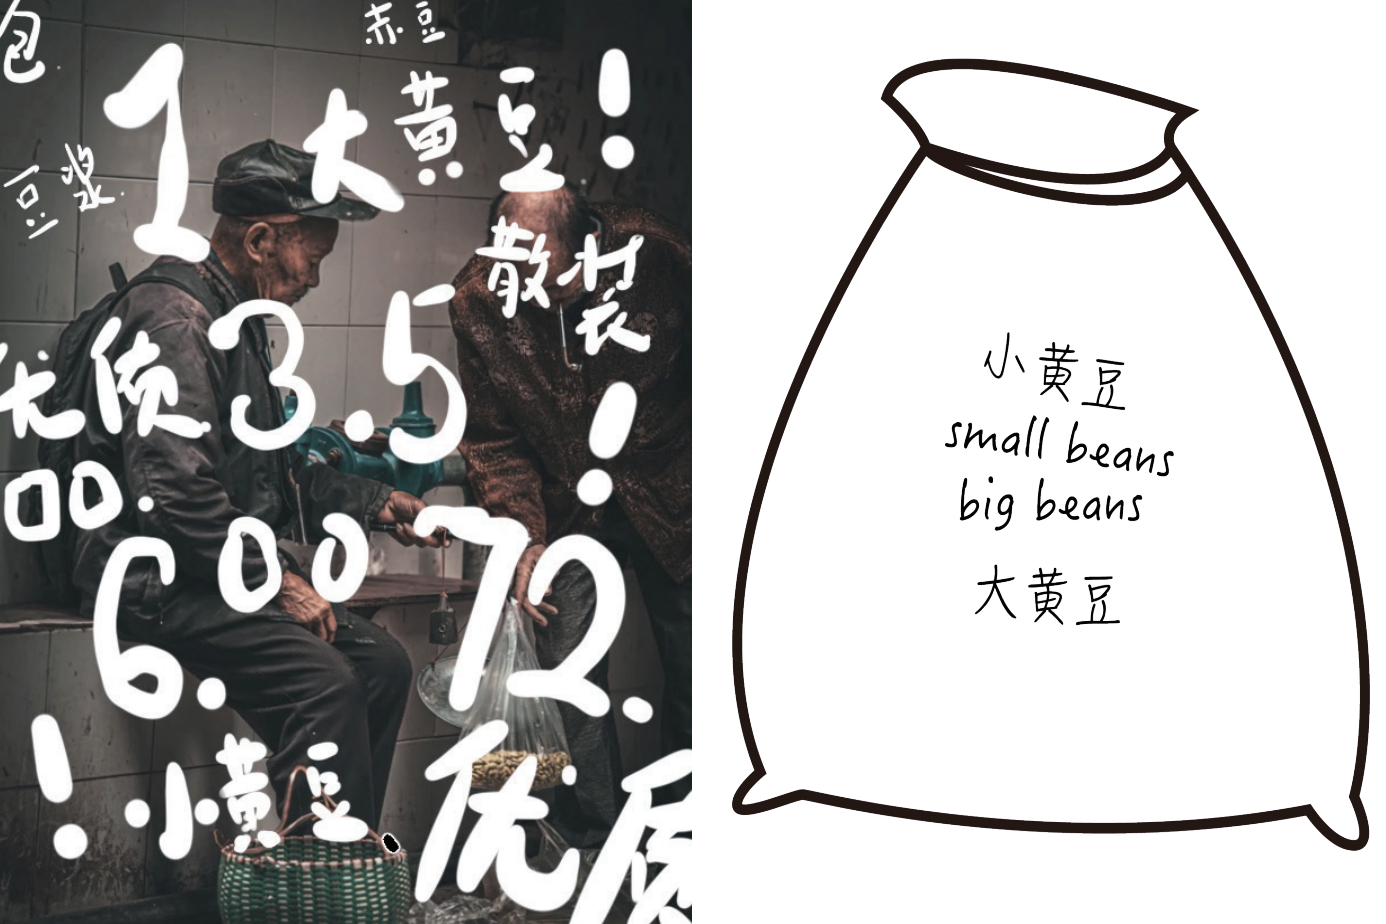 包
赤豆
1 大黄豆!
豆浆
散装
优质 3.5
00.
!
6.00 72.
! 小黄豆
优质
小黄豆
small beans
big beans
大黄豆